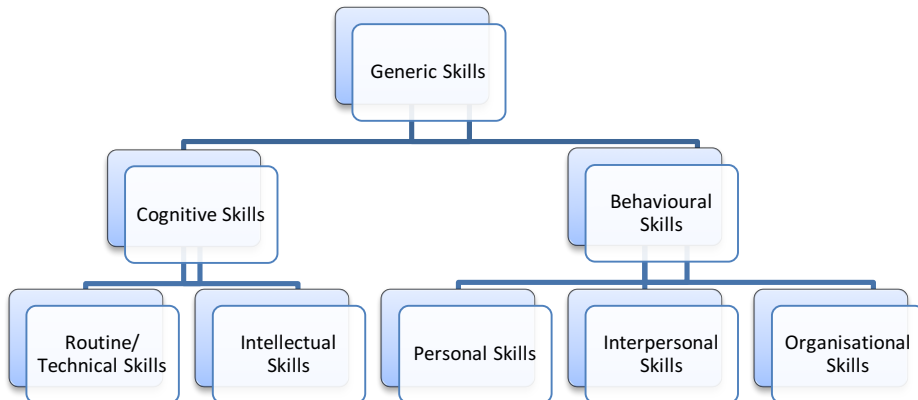 Generic Skills
Cognitive Skills
Behavioural
Skills
Routine/
Technical Skills
Intellectual
Skills
Personal Skills
Interpersonal
Skills
Organisational
Skills